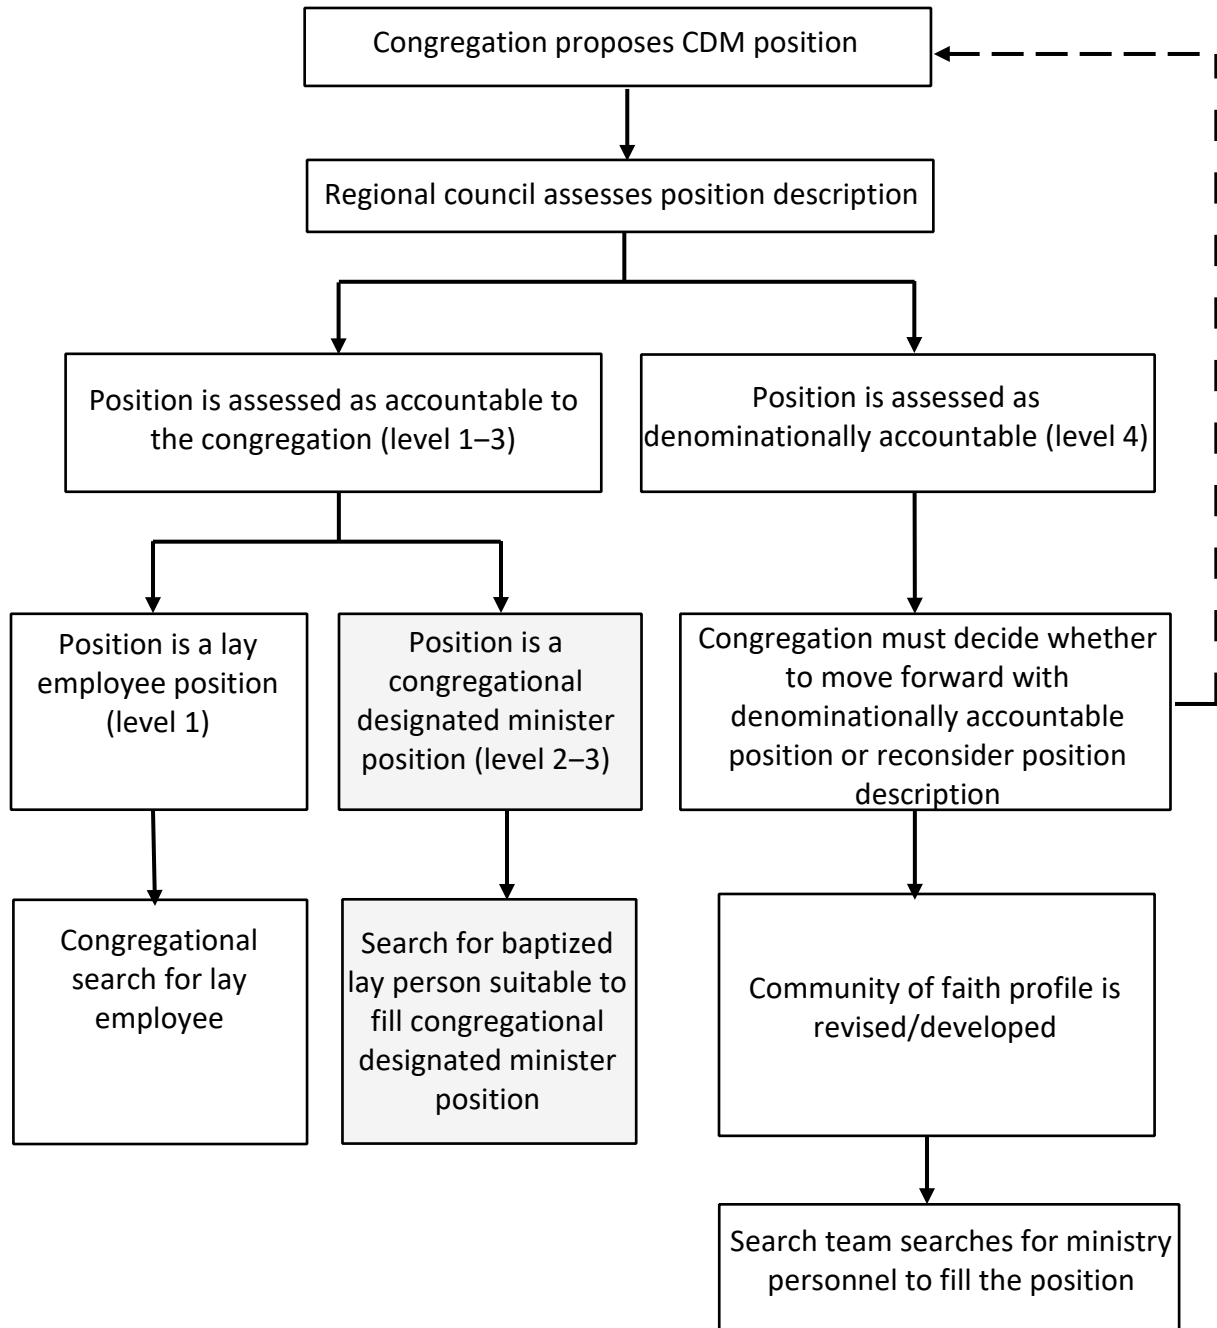 Congregation proposes CDM position
Regional council assesses position description
Position is assessed as accountable to
the congregation (level 1–3)
Position is assessed as
denominationally accountable (level 4)
Position is a lay
employee position
(level 1)
Position is a
congregational
designated minister
position (level 2–3)
Congregation must decide whether
to move forward with
denominationally accountable
position or reconsider position
description
Congregational
search for lay
employee
Search for baptized
lay person suitable to
fill congregational
designated minister
position
Community of faith profile is
revised/developed
Search team searches for ministry
personnel to fill the position